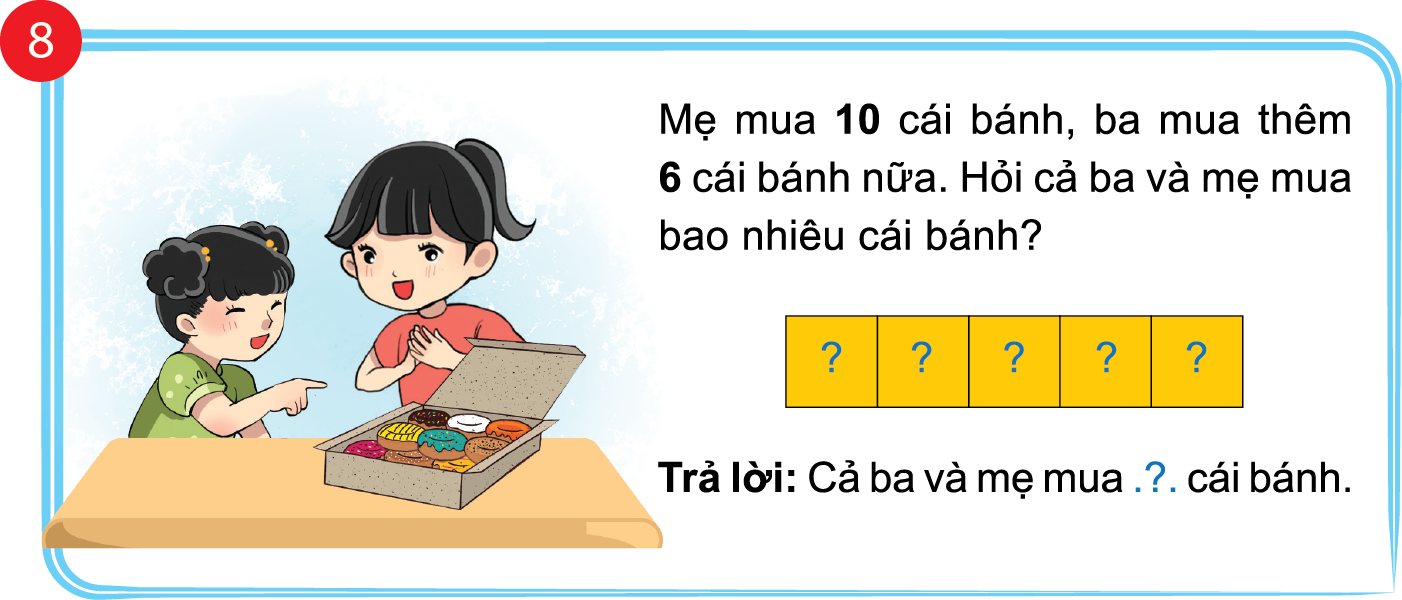 8
Mẹ mua 10 cái bánh, ba mua thêm
6 cái bánh nữa. Hỏi cả ba và mẹ mua
bao nhiêu cái bánh?
? ? ? ? ?
Trả lời: Cả ba và mẹ mua .?. cái bánh.